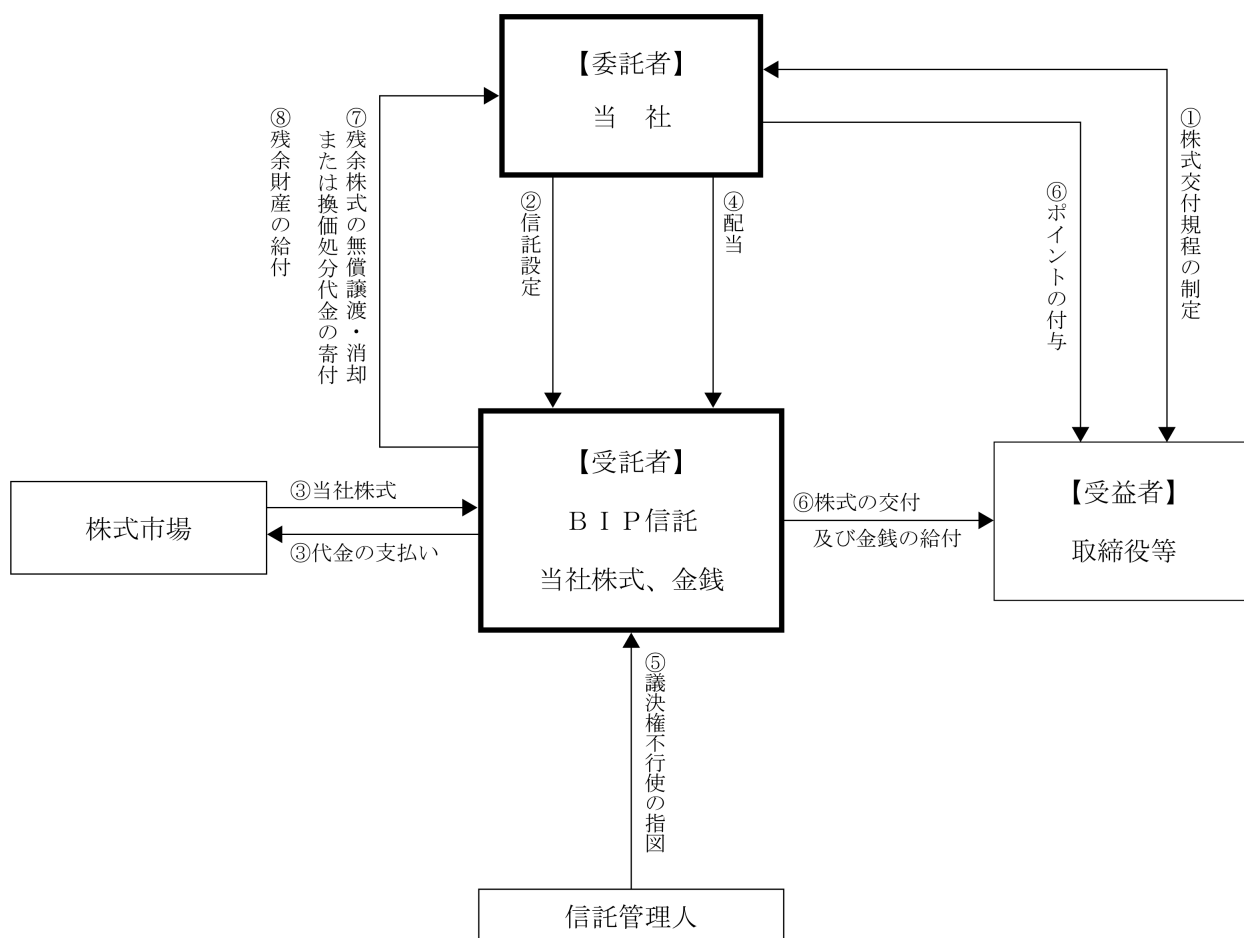 【委託者】
当　社
①株式交付規程の制定
⑥ポイントの付与
④配当
②信託設定
⑦残余株式の無償譲渡・消却
または換価処分代金の寄付
⑧残余財産の給付
株式市場
③当社株式
③代金の支払い
【受託者】
ＢＩＰ信託
当社株式、金銭
⑥株式の交付
及び金銭の給付
【受益者】
取締役等
⑤議決権不行使の指図
信託管理人